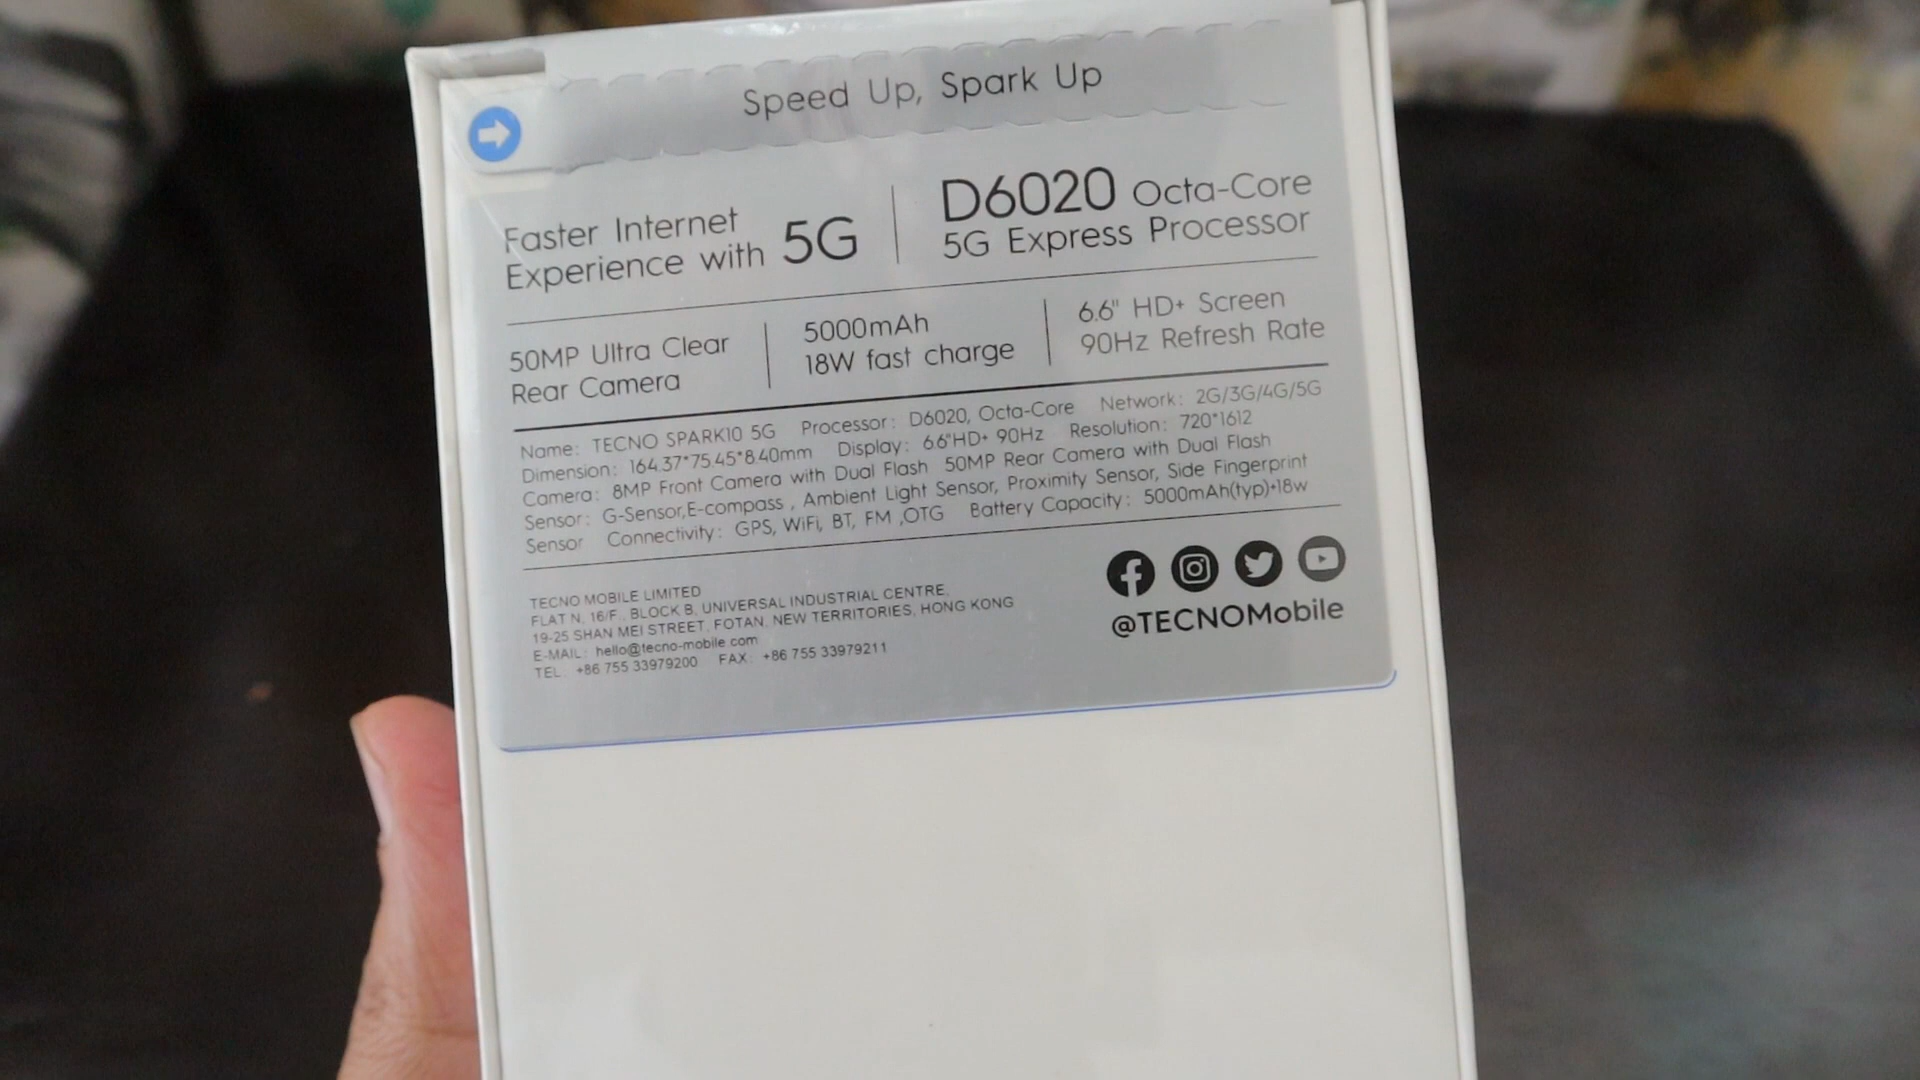 Speed Up, Spark Up
Faster Internet
Experience with 5G
D6020 Octa-Core
5G Express Processor
50MP Ultra Clear
Rear Camera
5000mAh
18W fast charge
6.6" HD+ Screen
90Hz Refresh Rate
Name: TECNO SPARK10 5G Processor: D6020, Octa-Core Network: 2G/3G/4G/5G
Dimension: 164.37*75.45*8.40mm Display: 6.6"HD+ 90Hz Resolution: 720*1612
Camera: 8MP Front Camera with Dual Flash 50MP Rear Camera with Dual Flash
Sensor: G-Sensor,E-compass , Ambient Light Sensor, Proximity Sensor, Side Fingerprint
Sensor Connectivity: GPS, WiFi, BT, FM ,OTG Battery Capacity: 5000mAh(typ)+18w
TECNO MOBILE LIMITED
FLAT N, 16/F., BLOCK B, UNIVERSAL INDUSTRIAL CENTRE,
19-25 SHAN MEI STREET, FOTAN, NEW TERRITORIES, HONG KONG
E-MAIL: hello@tecno-mobile.com
TEL: +86 755 33979200 FAX: +86 755 33979211
@TECNOMobile